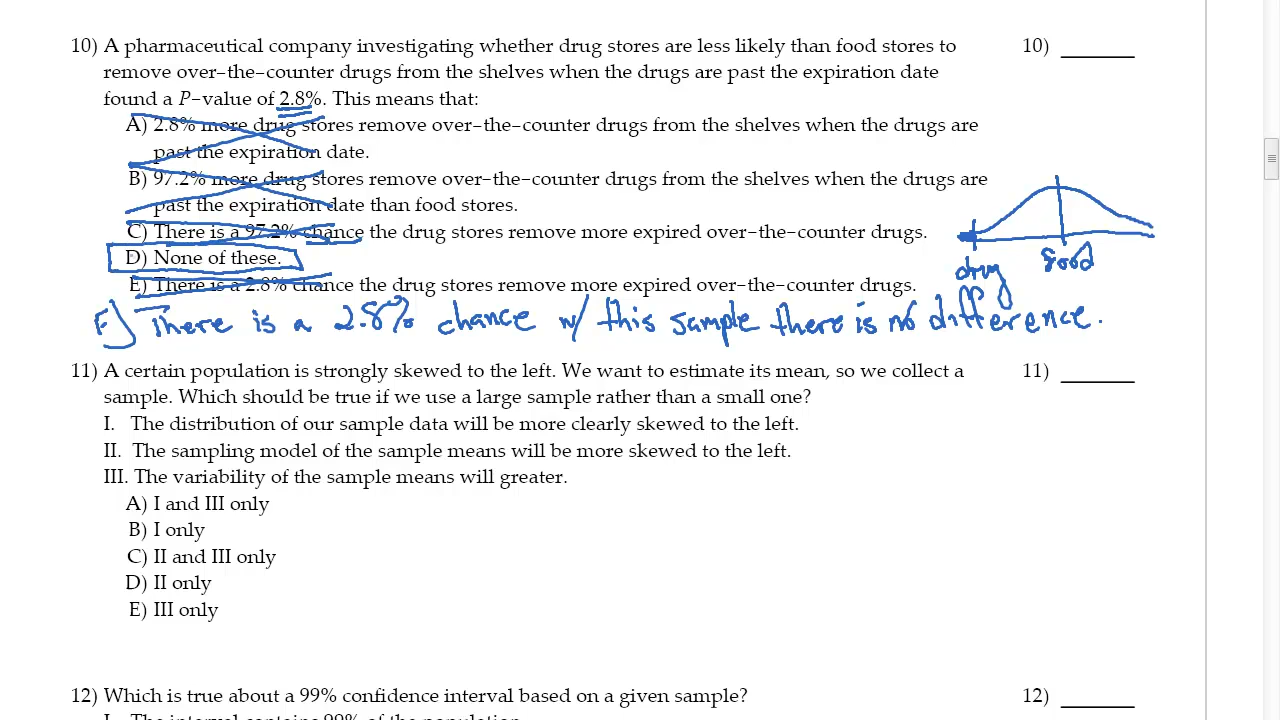 10) A pharmaceutical company investigating whether drug stores are less likely than food stores to 10) ________
remove over-the-counter drugs from the shelves when the drugs are past the expiration date
found a P-value of 2.8%. This means that:
A) 2.8% more drug stores remove over-the-counter drugs from the shelves when the drugs are
past the expiration date.
B) 97.2% more drug stores remove over-the-counter drugs from the shelves when the drugs are
past the expiration date than food stores.
C) There is a 97.2% chance the drug stores remove more expired over-the-counter drugs.
D) None of these.
E) There is a 2.8% chance the drug stores remove more expired over-the-counter drugs.
drug food
F) There is a 2.8% chance w/ this sample there is no difference.
11) A certain population is strongly skewed to the left. We want to estimate its mean, so we collect a 11) ________
sample. Which should be true if we use a large sample rather than a small one?
I. The distribution of our sample data will be more clearly skewed to the left.
II. The sampling model of the sample means will be more skewed to the left.
III. The variability of the sample means will greater.
A) I and III only
B) I only
C) II and III only
D) II only
E) III only
12) Which is true about a 99% confidence interval based on a given sample? 12) ________
I. The interval contains 99% of the population.